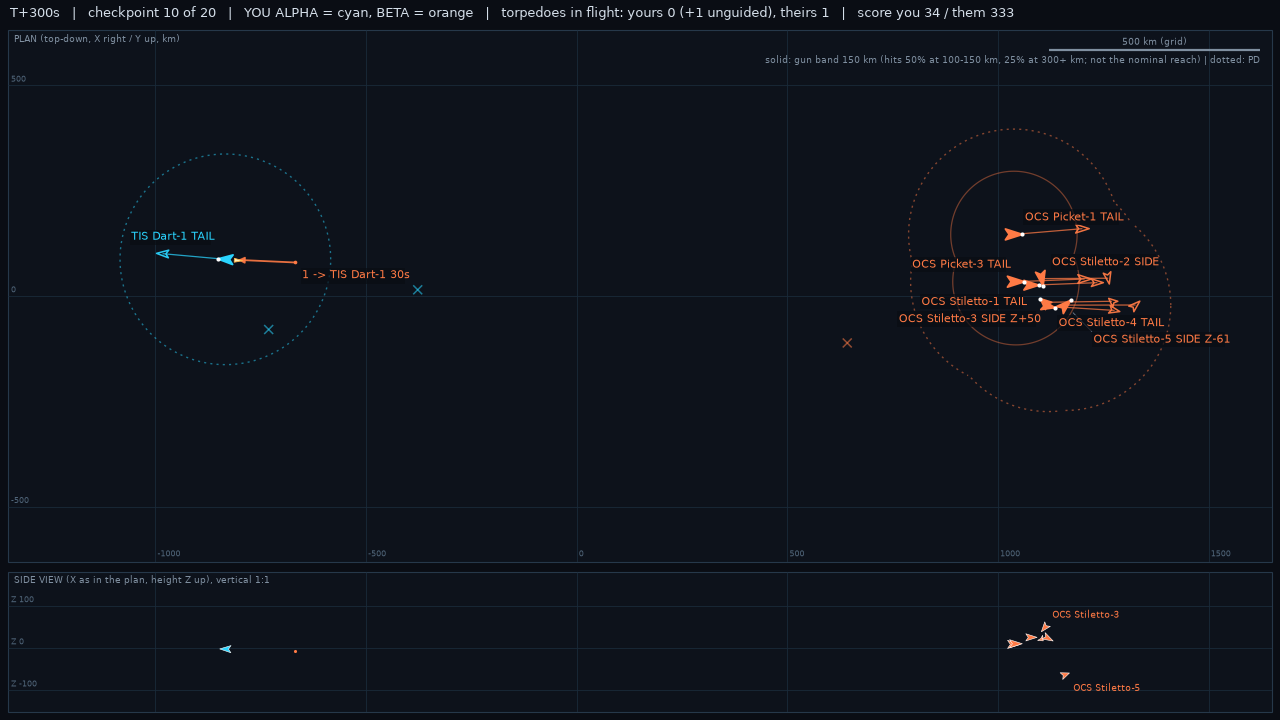 T+300s | checkpoint 10 of 20 | YOU ALPHA = cyan, BETA = orange | torpedoes in flight: yours 0 (+1 unguided), theirs 1 | score you 34 / them 333
PLAN (top-down, X right / Y up, km)
500 km (grid)
solid: gun band 150 km (hits 50% at 100-150 km, 25% at 300+ km; not the nominal reach) | dotted: PD
500
OCS Picket-1 TAIL
TIS Dart-1 TAIL
OCS Picket-3 TAIL
OCS Stiletto-2 SIDE
1 -> TIS Dart-1 30s
0
OCS Stiletto-1 TAIL
OCS Stiletto-3 SIDE Z+50
OCS Stiletto-4 TAIL
OCS Stiletto-5 SIDE Z-61
-500
-1000
-500
0
500
1000
1500
SIDE VIEW (X as in the plan, height Z up), vertical 1:1
Z 100
OCS Stiletto-3
Z 0
Z -100
OCS Stiletto-5